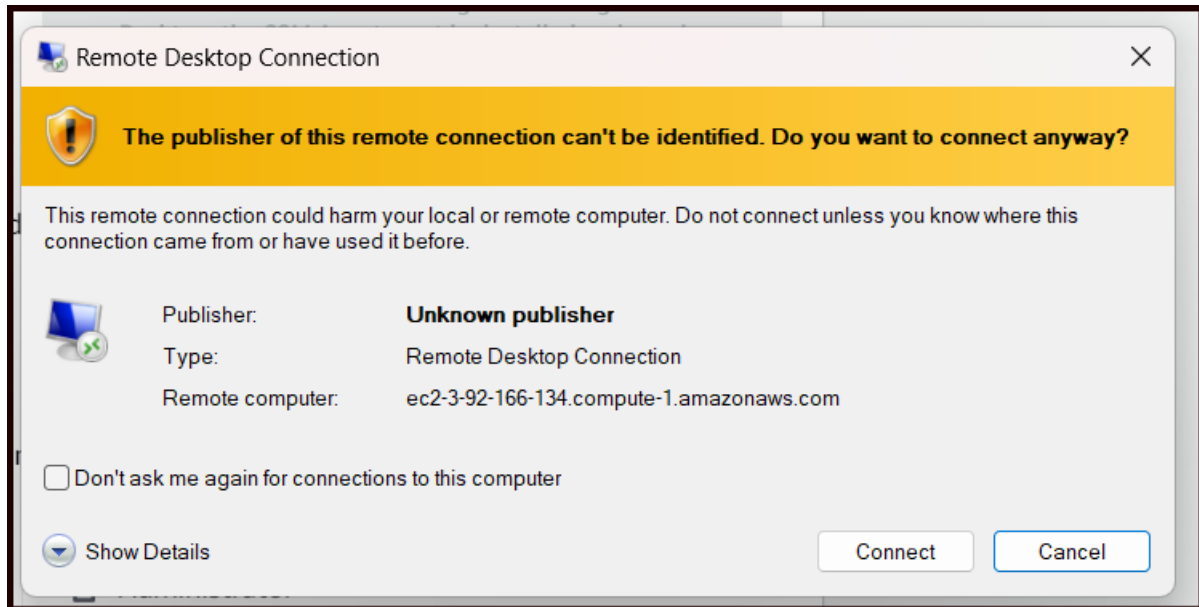 Remote Desktop Connection
The publisher of this remote connection can't be identified. Do you want to connect anyway?
This remote connection could harm your local or remote computer. Do not connect unless you know where this
connection came from or have used it before.
Publisher: Unknown publisher
Type: Remote Desktop Connection
Remote computer: ec2-3-92-166-134.compute-1.amazonaws.com
Don't ask me again for connections to this computer
Show Details
Connect Cancel